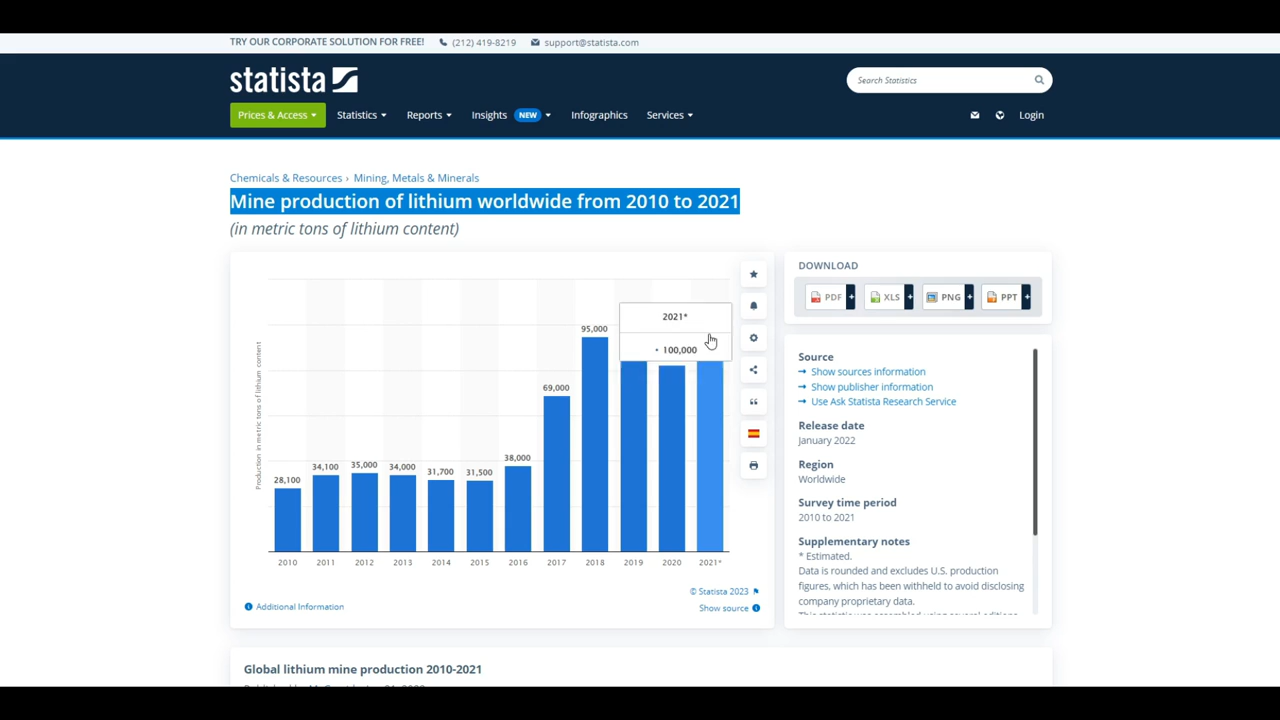 TRY OUR CORPORATE SOLUTION FOR FREE! (212) 419-8219 support@statista.com
statista
Search Statistics
Prices & Access Statistics Reports Insights NEW Infographics Services Login
Chemicals & Resources › Mining, Metals & Minerals
Mine production of lithium worldwide from 2010 to 2021
(in metric tons of lithium content)
DOWNLOAD
PDF + XLS + PNG + PPT +
Production in metric tons of lithium content
28,100
34,100
35,000
34,000
31,700
31,500
38,000
69,000
95,000
2021*
• 100,000
2010 2011 2012 2013 2014 2015 2016 2017 2018 2019 2020 2021*
© Statista 2023
Additional Information
Show source
Source
Show sources information
Show publisher information
Use Ask Statista Research Service
Release date
January 2022
Region
Worldwide
Survey time period
2010 to 2021
Supplementary notes
* Estimated.
Data is rounded and excludes U.S. production
figures, which has been withheld to avoid disclosing
company proprietary data.
This statistic was assembled using several editions
Global lithium mine production 2010-2021